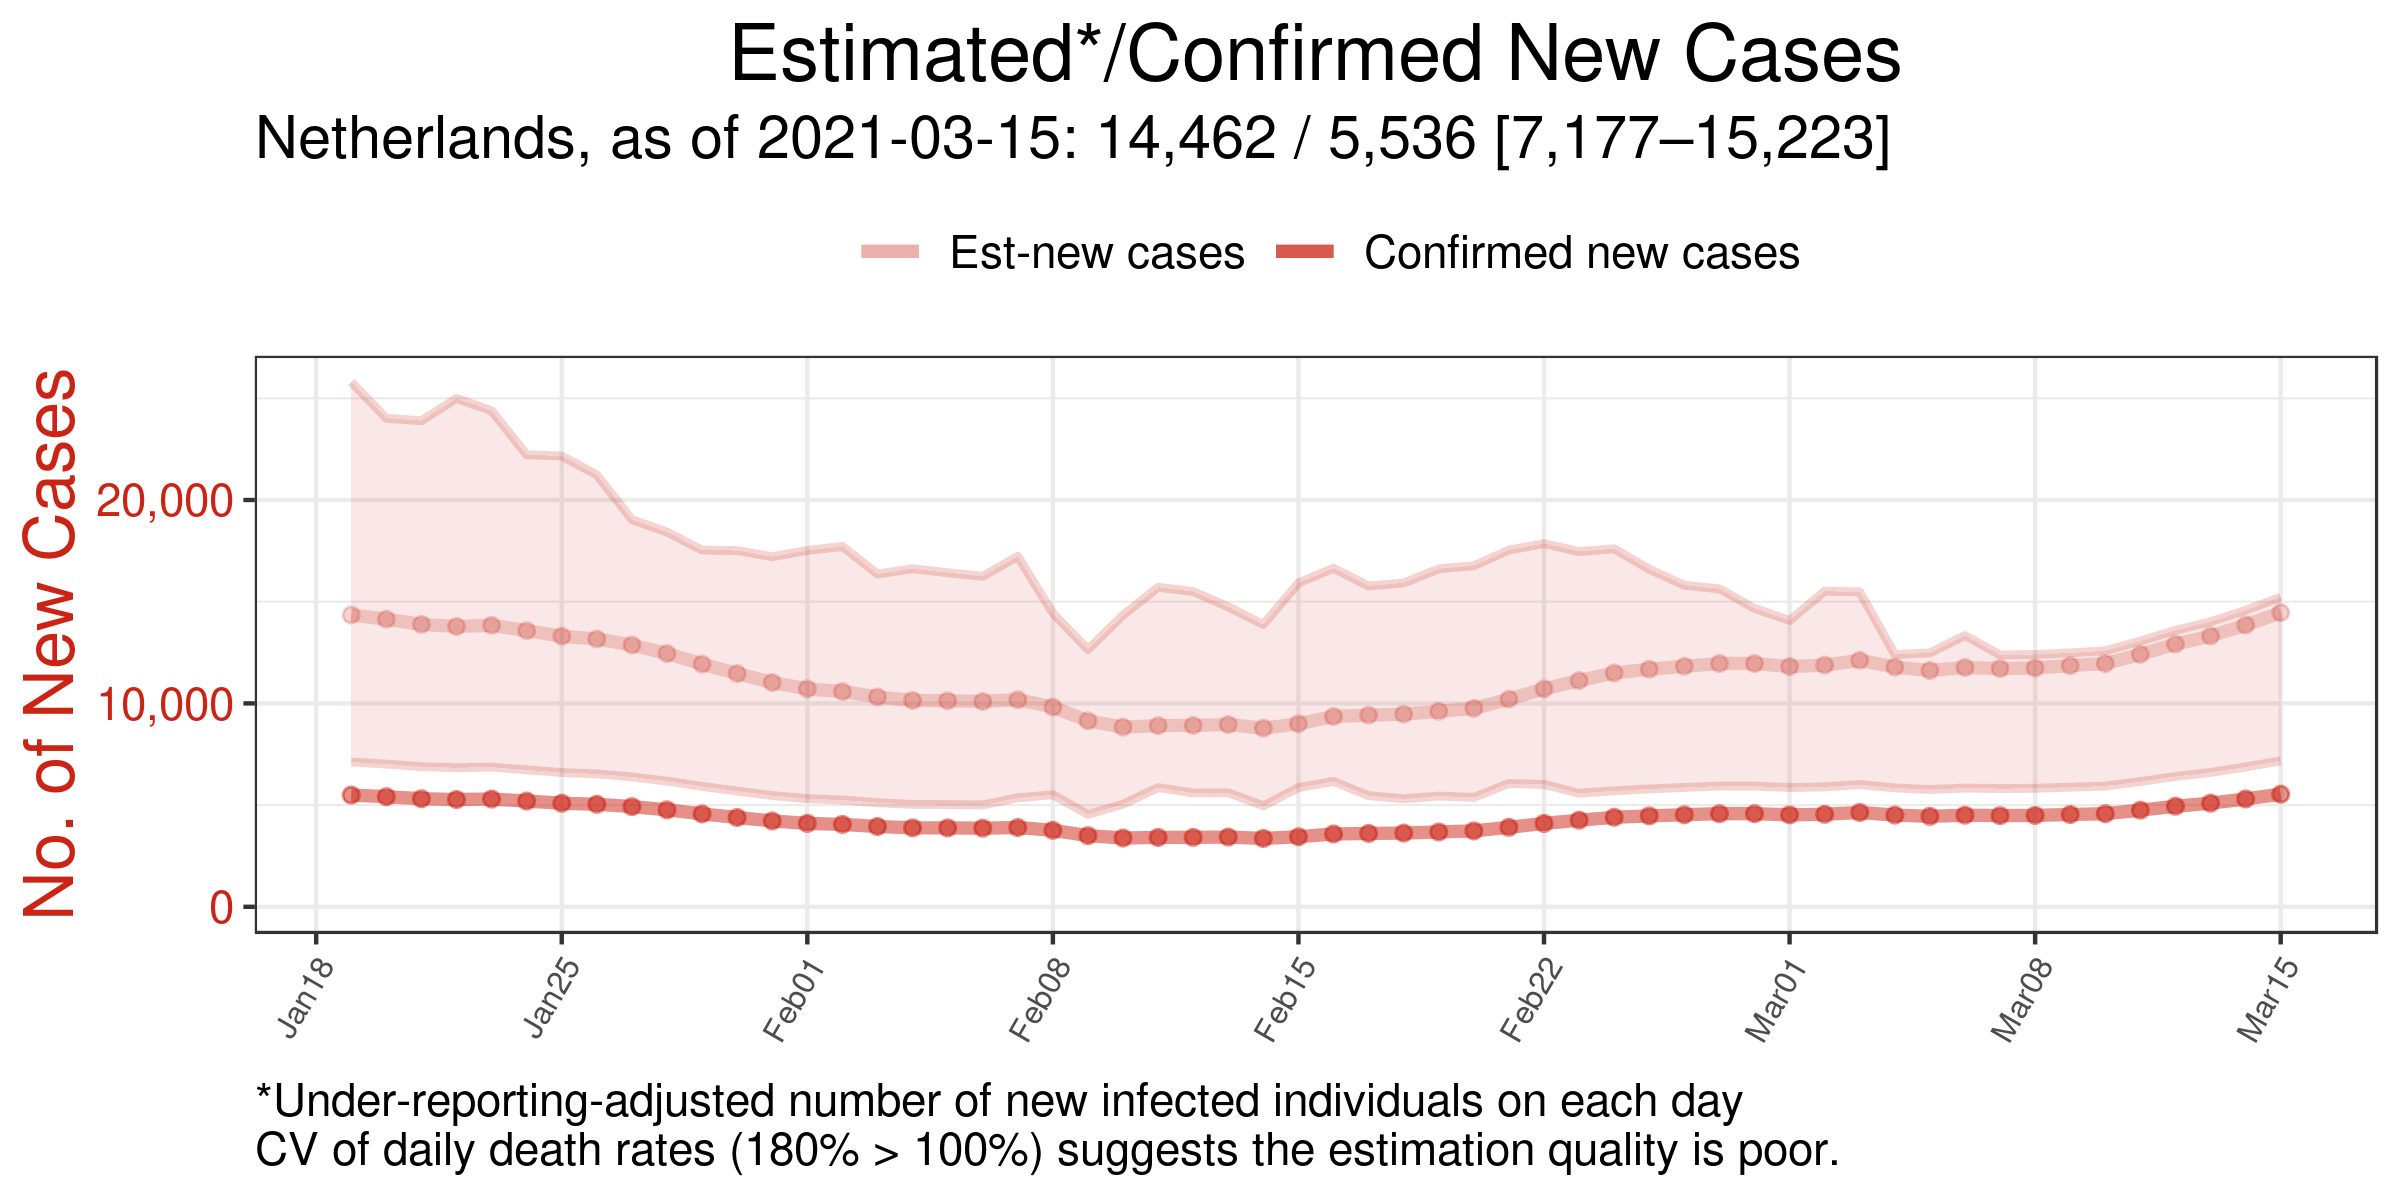 Estimated*/Confirmed New Cases
Netherlands, as of 2021-03-15: 14,462 / 5,536 [7,177–15,223]
Est-new cases
Confirmed new cases
No. of New Cases
20,000
10,000
0
Jan18
Jan25
Feb01
Feb08
Feb15
Feb22
Mar01
Mar08
Mar15
*Under-reporting-adjusted number of new infected individuals on each day
CV of daily death rates (180% > 100%) suggests the estimation quality is poor.